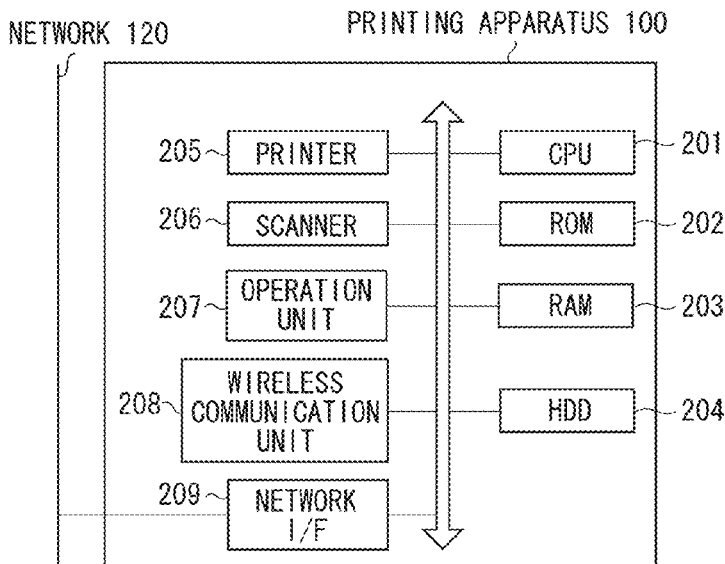 NETWORK 120
PRINTING APPARATUS 100
205
PRINTER
CPU
201
206
SCANNER
ROM
202
207
OPERATION
UNIT
RAM
203
208
WIRELESS
COMMUNICATION
UNIT
HDD
204
209
NETWORK
I/F